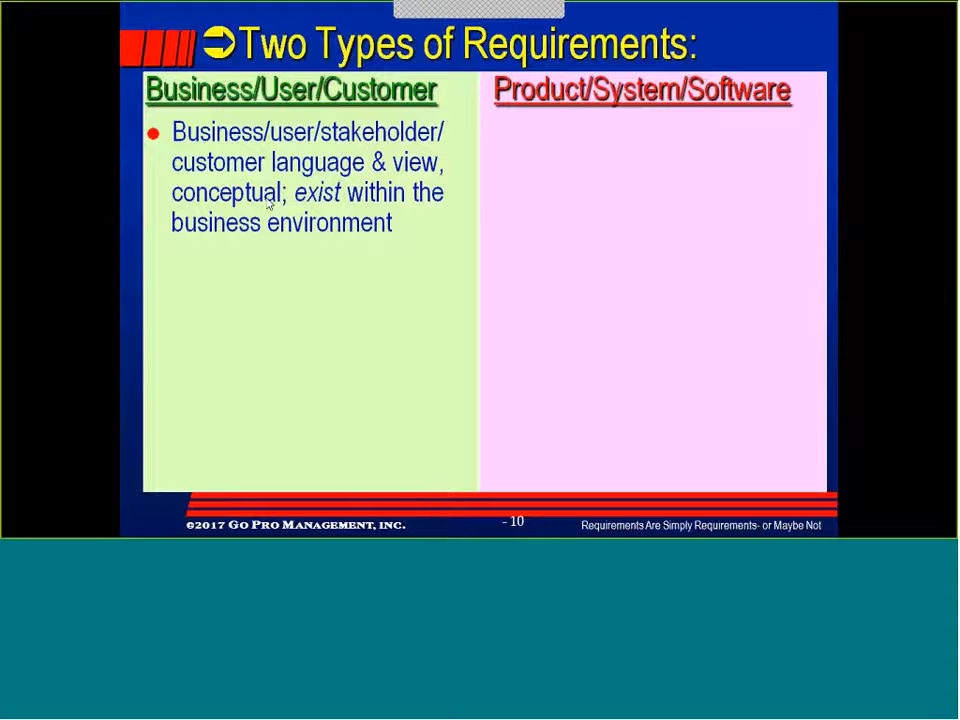 Two Types of Requirements:
Business/User/Customer
Product/System/Software
Business/user/stakeholder/
customer language & view,
conceptual; exist within the
business environment
©2017 GO PRO MANAGEMENT, INC.
- 10
Requirements Are Simply Requirements- or Maybe Not